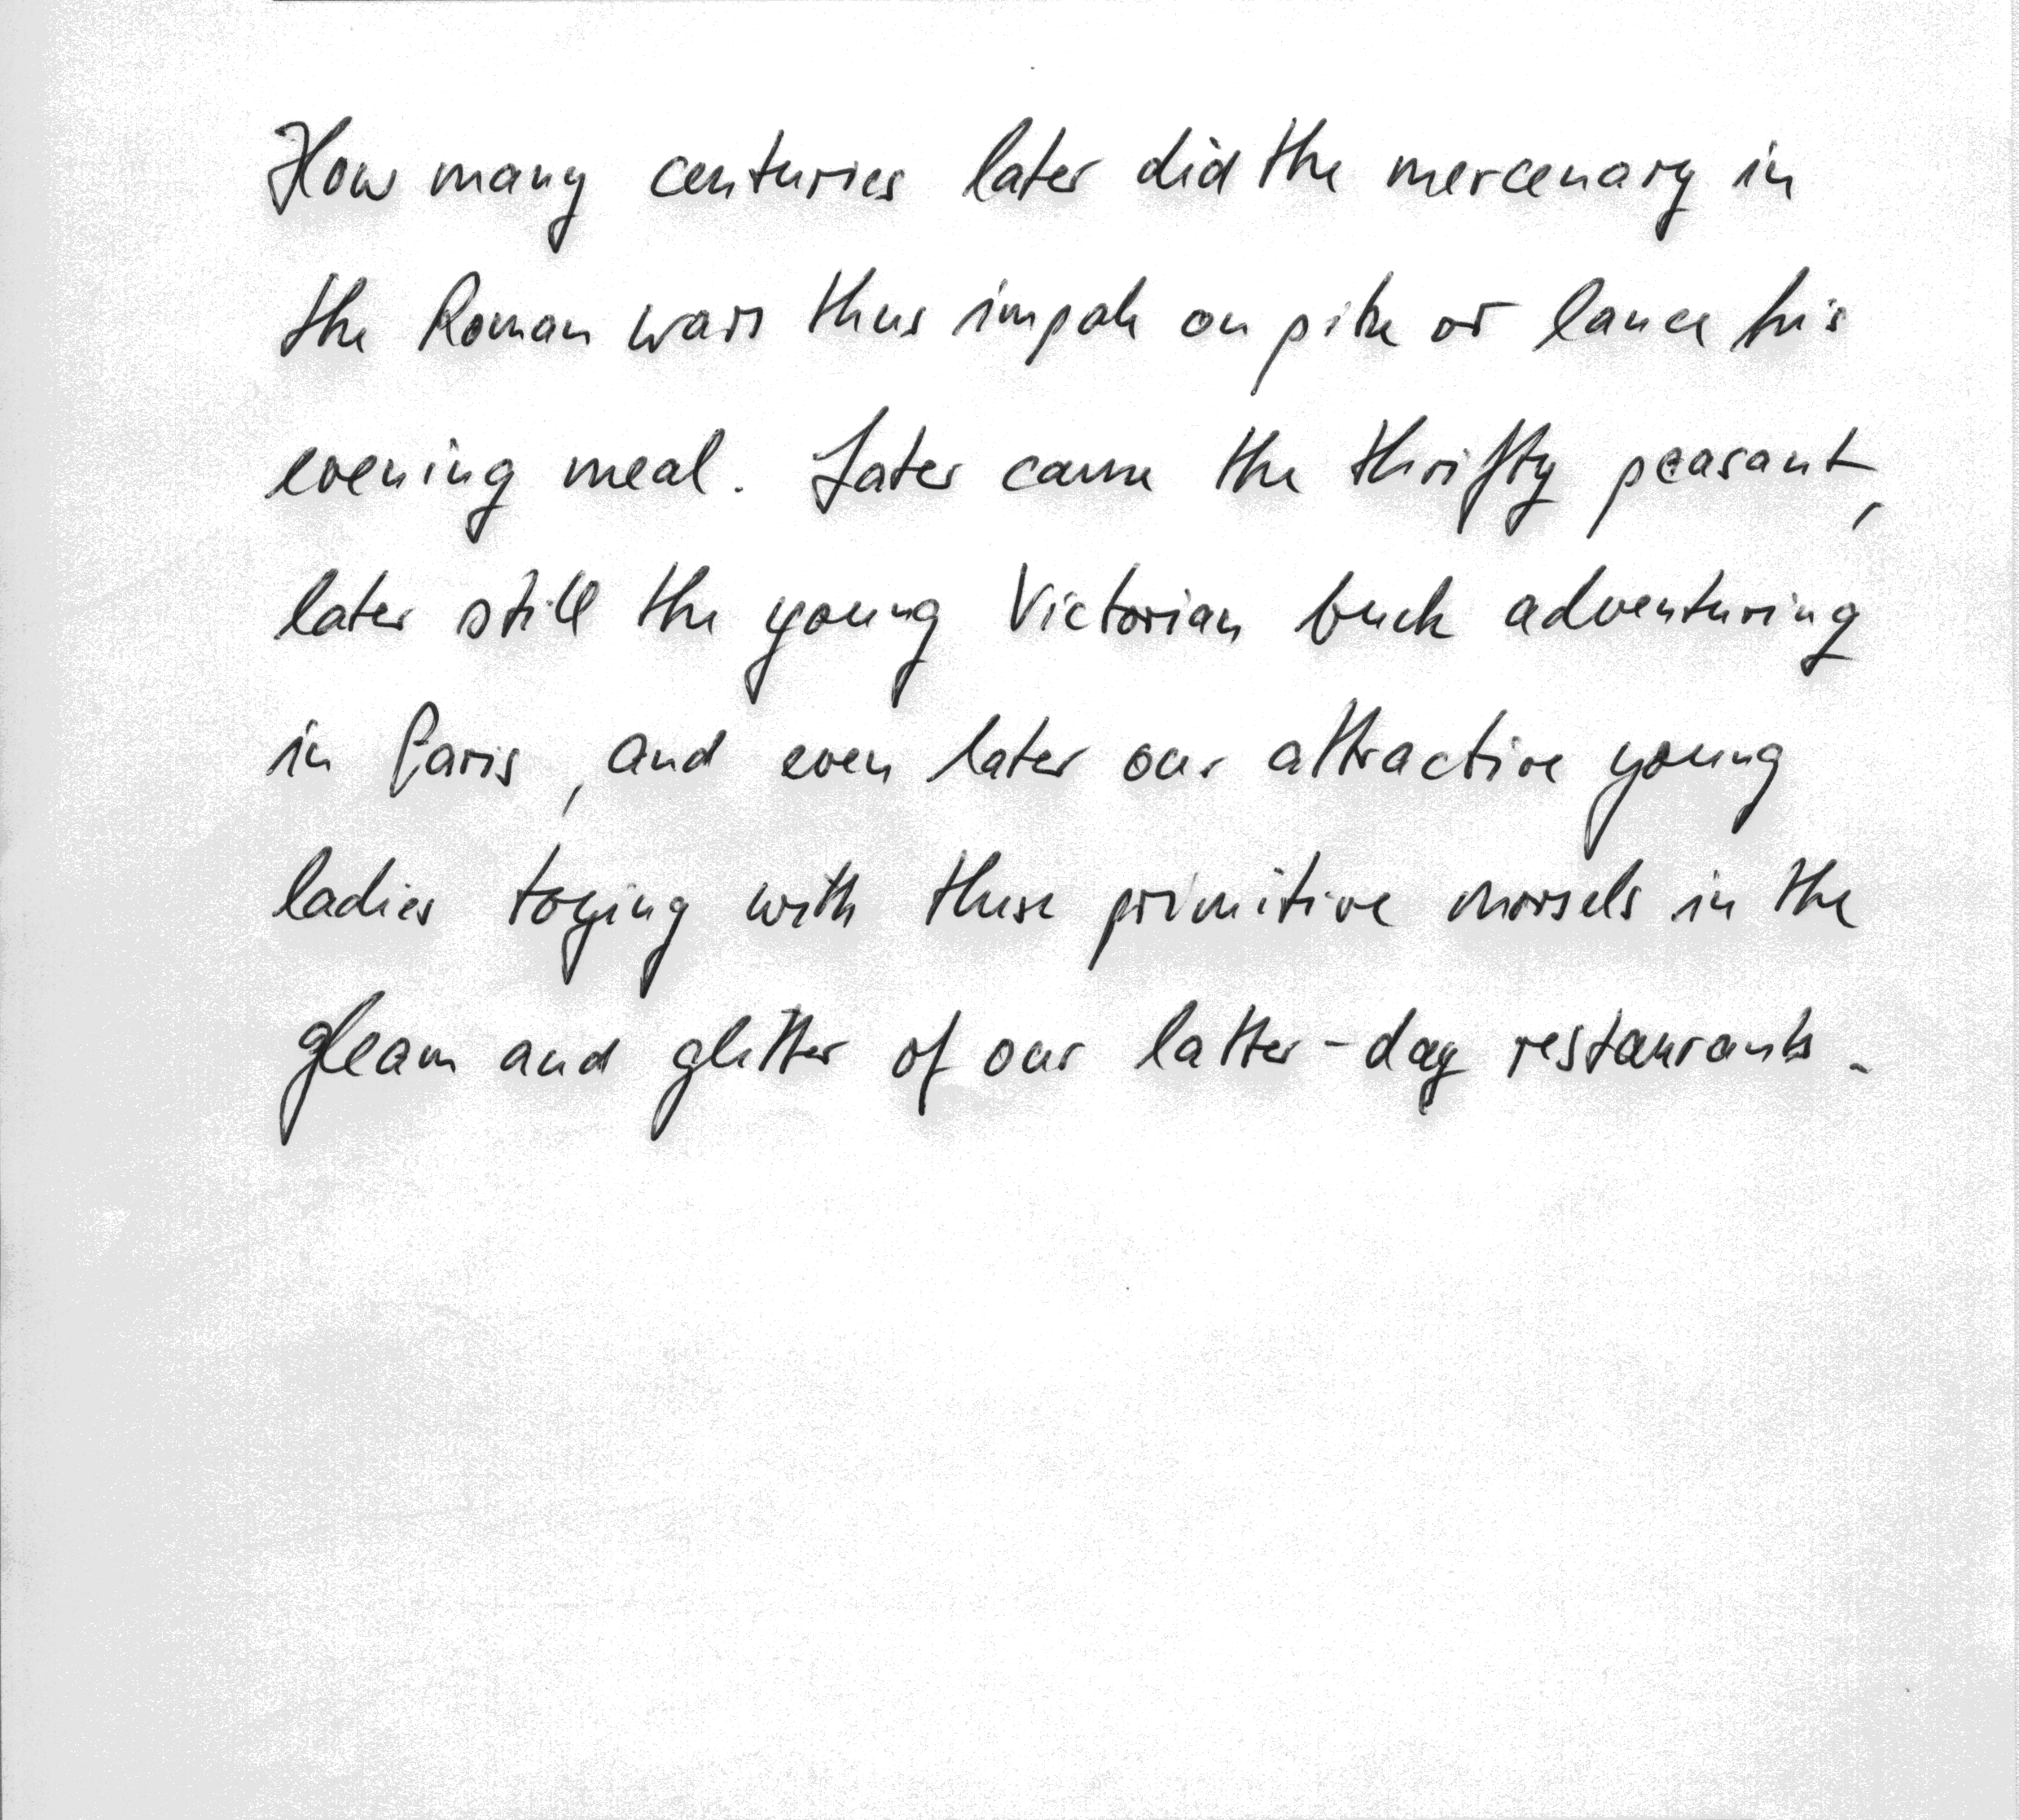 How many centuries later did the mercenary in
the Roman wars thus impale on pike or lance his
evening meal. Later came the thrifty peasant,
later still the young Victorian buck adventuring
in Paris, and even later our attractive young
ladies toying with these primitive morsels in the
gleam and glitter of our latter-day restaurants.